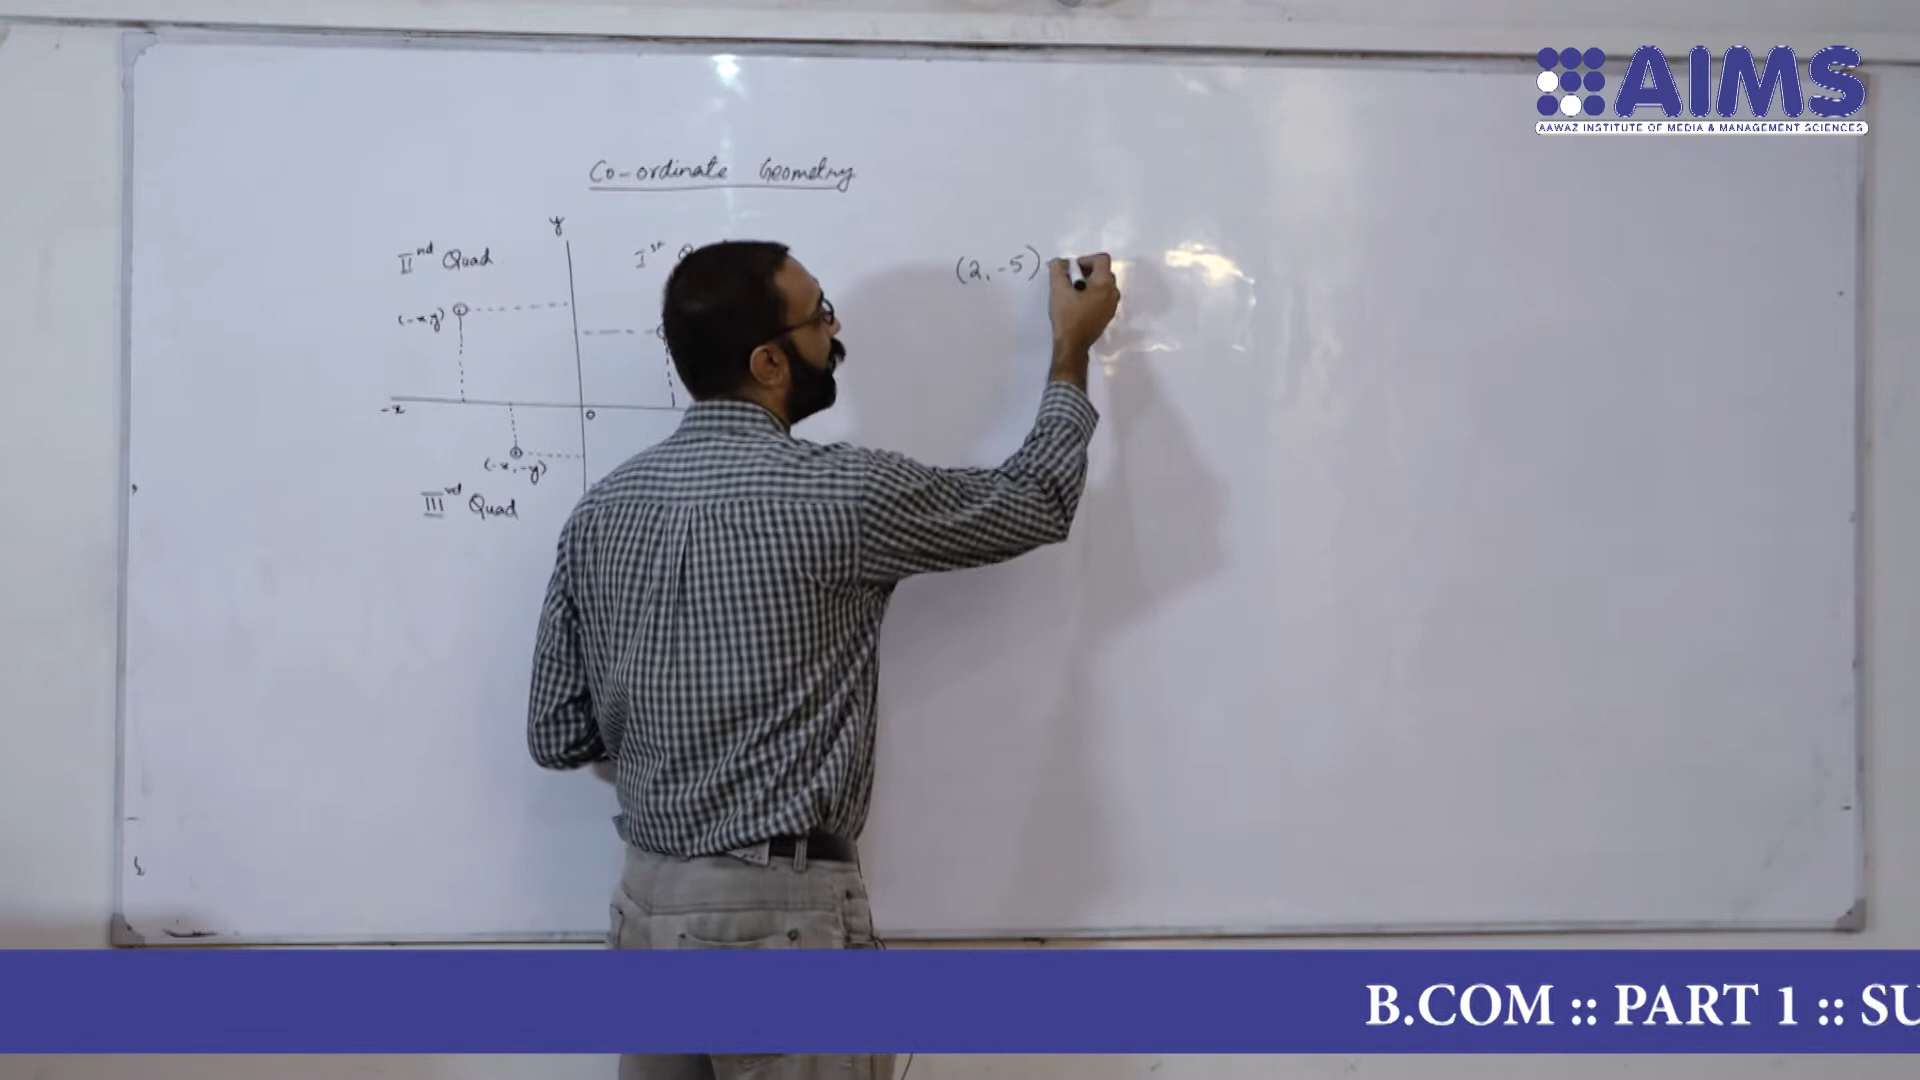 AIMS
AAWAZ INSTITUTE OF MEDIA & MANAGEMENT SCIENCES
Co-ordinate Geometry
y
II nd Quad.
I st Q
(2, -5)
(-x,y)
-x
0
(-x, -y)
III rd Quad
B.COM :: PART 1 :: SU